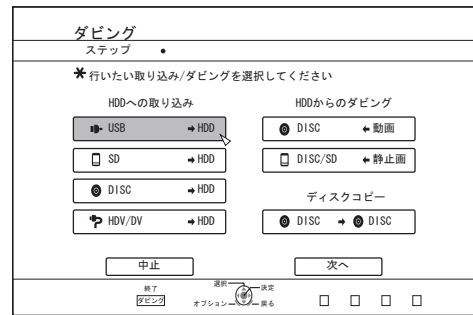 ダビング
ステップ ●
*行いたい取り込み/ダビングを選択してください
HDDへの取り込み
USB ➡ HDD
SD ➡ HDD
DISC ➡ HDD
HDV/DV ➡ HDD
HDDからのダビング
DISC ⬅ 動画
DISC/SD ⬅ 静止画
ディスクコピー
DISC ➡ DISC
中止
次へ
終了
ダビング
選択
決定
オプション
戻る